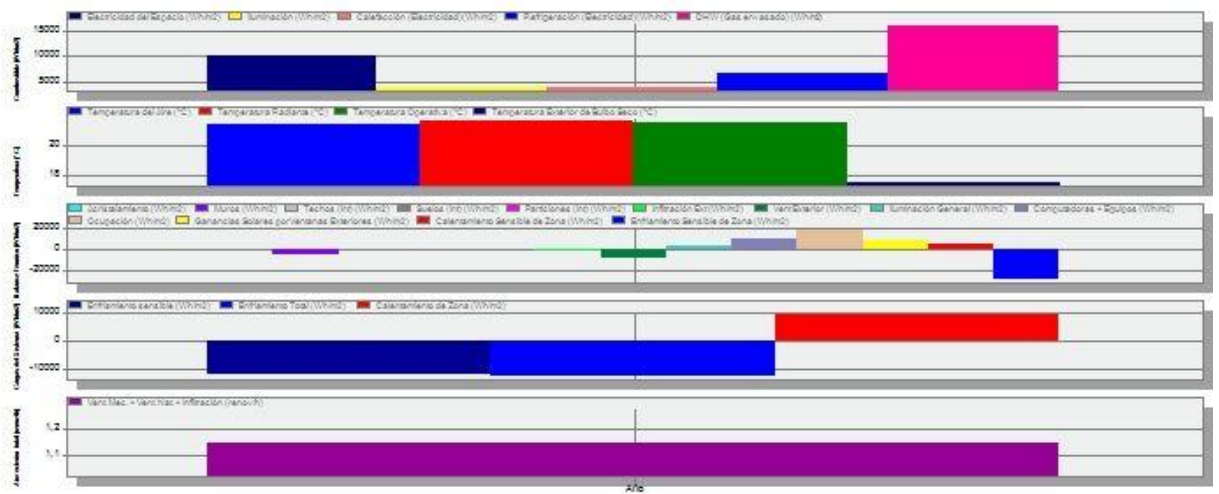 Electricidad del Espacio (Wh/m2) Iluminación (Wh/m2) Calefacción (Electricidad) (Wh/m2) Refrigeración (Electricidad) (Wh/m2) DHW (Gas envasado) (Wh/m2)
15000
10000
5000
Temperatura del Aire (°C) Temperatura Radiante (°C) Temperatura Operativa (°C) Temperatura Exterior de Bulbo Seco (°C)
20
15
Acristalamiento (Wh/m2) Muros (Wh/m2) Techos (int) (Wh/m2) Suelos (int) (Wh/m2) Particiones (int) (Wh/m2) Infiltración Ext (Wh/m2) Vent Exterior (Wh/m2) Iluminación General (Wh/m2) Computadoras + Equipos (Wh/m2)
Ocupación (Wh/m2) Ganancias Solares por Ventanas Exteriores (Wh/m2) Calentamiento Sensible de Zona (Wh/m2) Enfriamiento Sensible de Zona (Wh/m2)
20000
0
-20000
Enfriamiento sensible (Wh/m2) Enfriamiento Total (Wh/m2) Calentamiento de Zona (Wh/m2)
10000
0
-10000
Vent Mec. + Vent Nat + Infiltración (renov/h)
1,2
1,1
Año